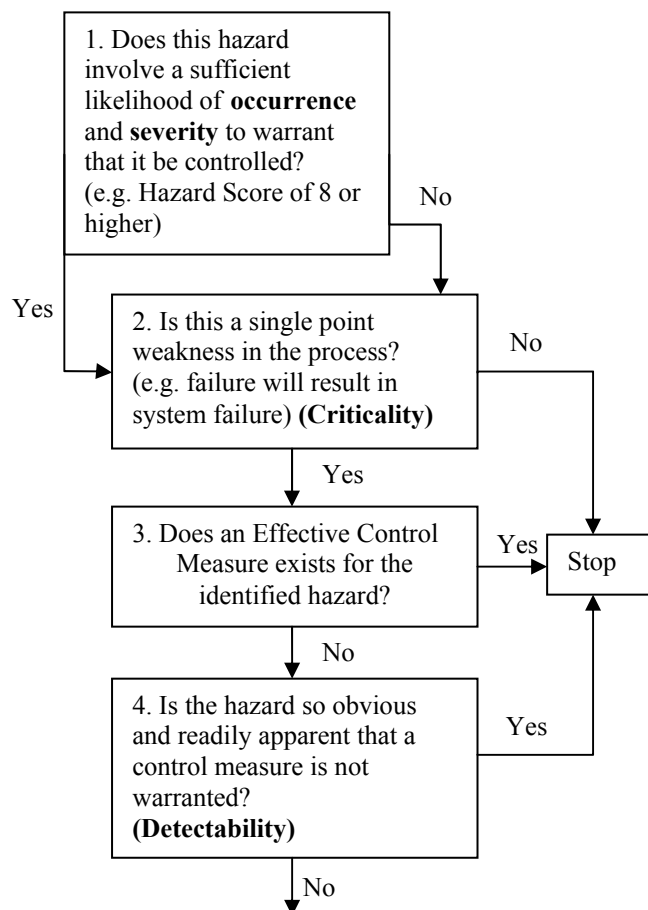 1. Does this hazard
involve a sufficient
likelihood of occurrence
and severity to warrant
that it be controlled?
(e.g. Hazard Score of 8 or
higher)
No
Yes
2. Is this a single point
weakness in the process?
(e.g. failure will result in
system failure) (Criticality)
No
Yes
3. Does an Effective Control
Measure exists for the
identified hazard?
Yes
Stop
No
4. Is the hazard so obvious
and readily apparent that a
control measure is not
warranted?
(Detectability)
Yes
No